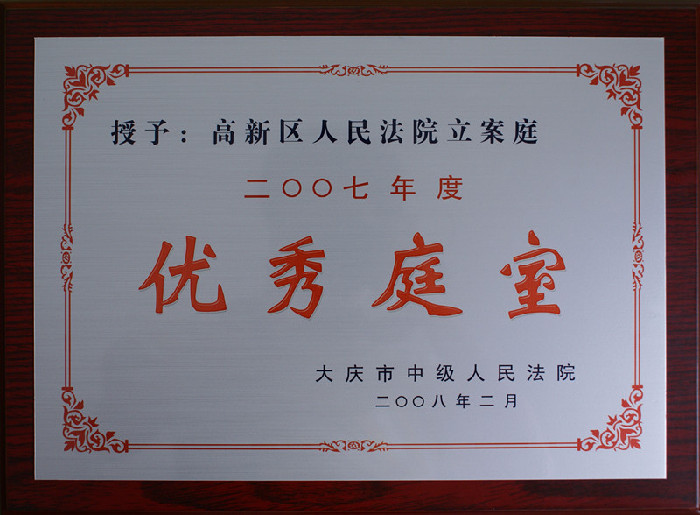 授予：高新区人民法院立案庭
二〇〇七年度
优秀庭室
大庆市中级人民法院
二〇〇八年二月